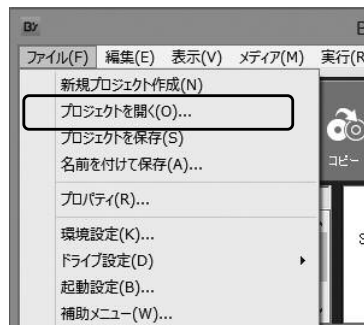 BY
ファイル(F) 編集(E) 表示(V) メディア(M) 実行(R
新規プロジェクト作成(N)
プロジェクトを開く(O)...
プロジェクトを保存(S)
名前を付けて保存(A)...
コピー
プロパティ(R)...
環境設定(K)...
ドライブ設定(D)
起動設定(B)...
補助メニュー(W)...